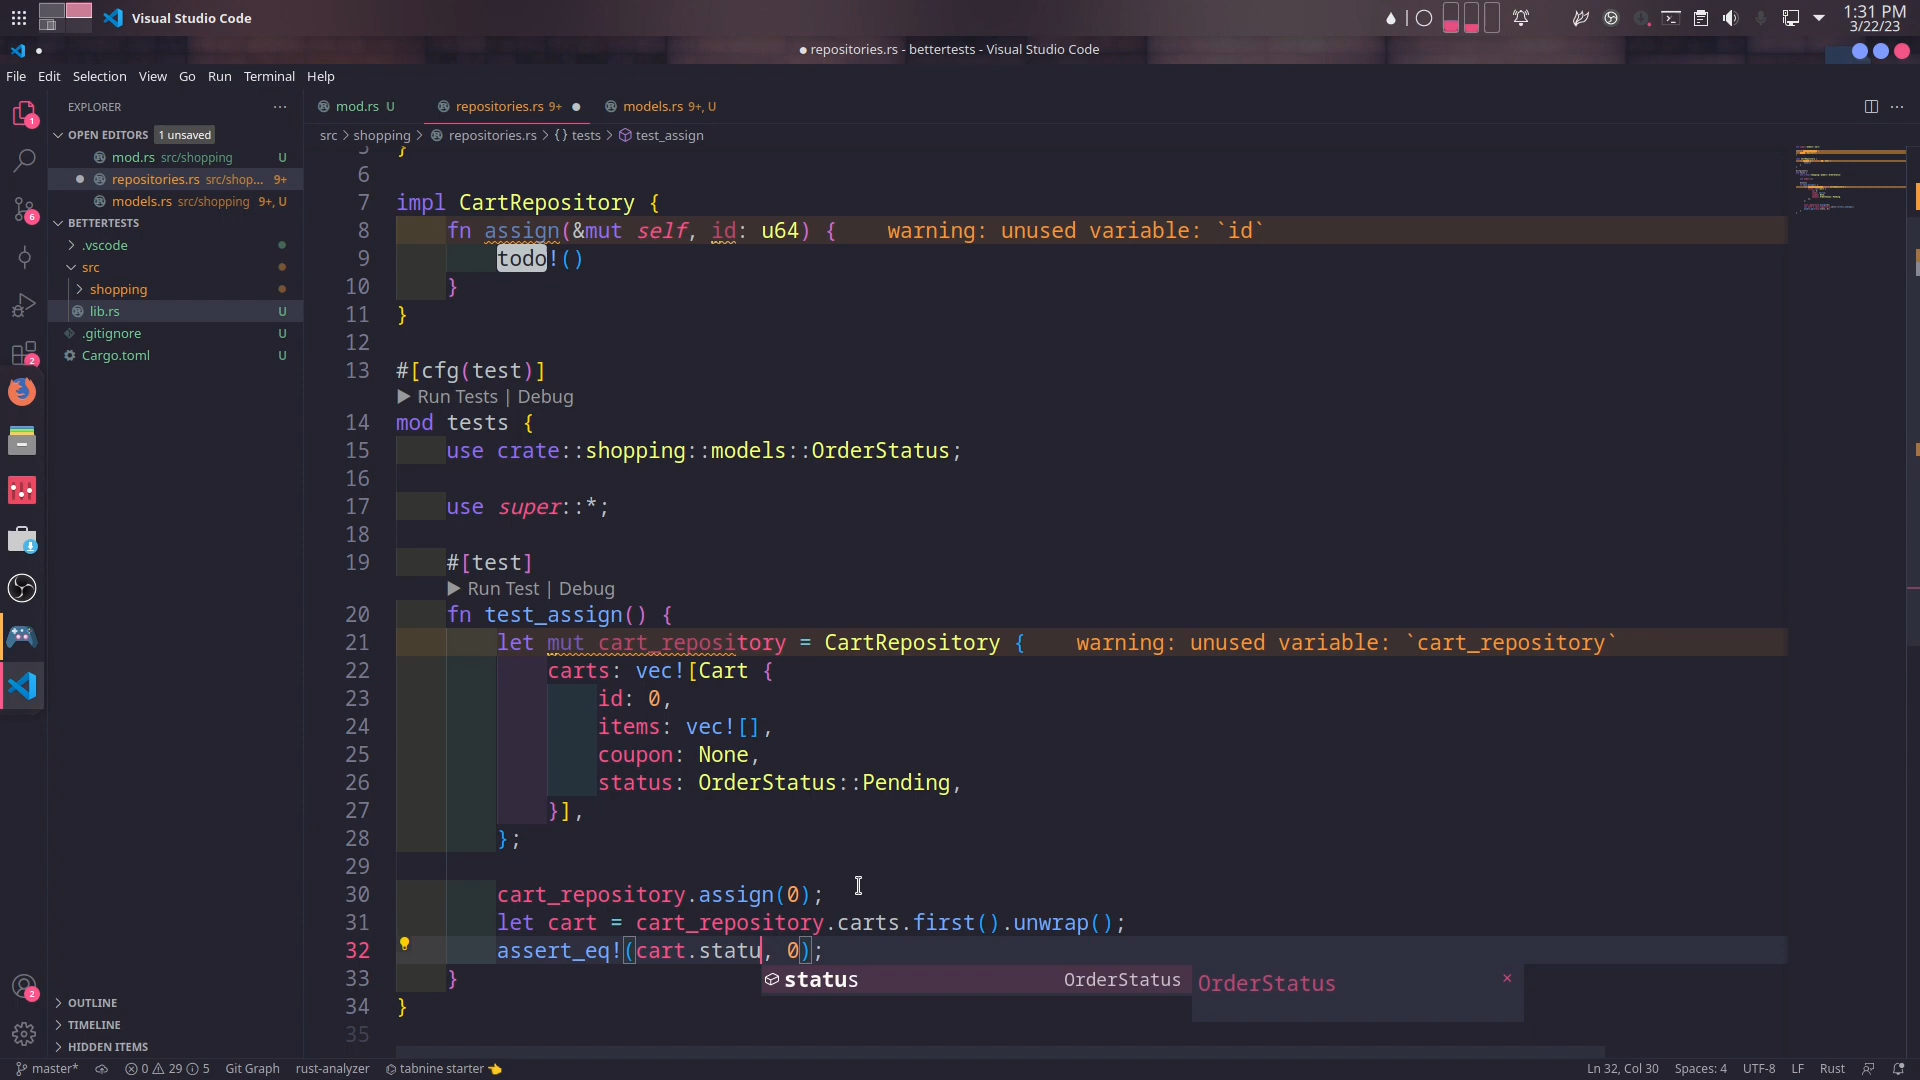 Visual Studio Code
1:31 PM
3/22/23
repositories.rs - bettertests - Visual Studio Code
File Edit Selection View Go Run Terminal Help
EXPLORER
mod.rs U
repositories.rs 9+
models.rs 9+, U
OPEN EDITORS 1 unsaved
src > shopping > repositories.rs > {} tests > test_assign
mod.rs src/shopping U
repositories.rs src/shop... 9+
models.rs src/shopping 9+, U
BETTERTESTS
.vscode
src
shopping
lib.rs U
.gitignore U
Cargo.toml U
5 }
6
7 impl CartRepository {
8 fn assign(&mut self, id: u64) { warning: unused variable: `id`
9 todo!()
10 }
11 }
12
13 #[cfg(test)]
▶ Run Tests | Debug
14 mod tests {
15 use crate::shopping::models::OrderStatus;
16
17 use super::*;
18
19 #[test]
▶ Run Test | Debug
20 fn test_assign() {
21 let mut cart_repository = CartRepository { warning: unused variable: `cart_repository`
22 carts: vec![Cart {
23 id: 0,
24 items: vec![],
25 coupon: None,
26 status: OrderStatus::Pending,
27 }],
28 };
29
30 cart_repository.assign(0);
31 let cart = cart_repository.carts.first().unwrap();
32 assert_eq!(cart.statu, 0);
status OrderStatus
OrderStatus
33 }
34 }
35
1
6
2
2
OUTLINE
TIMELINE
HIDDEN ITEMS
master* 0 29 5 Git Graph rust-analyzer tabnine starter 👈 Ln 32, Col 30 Spaces: 4 UTF-8 LF Rust